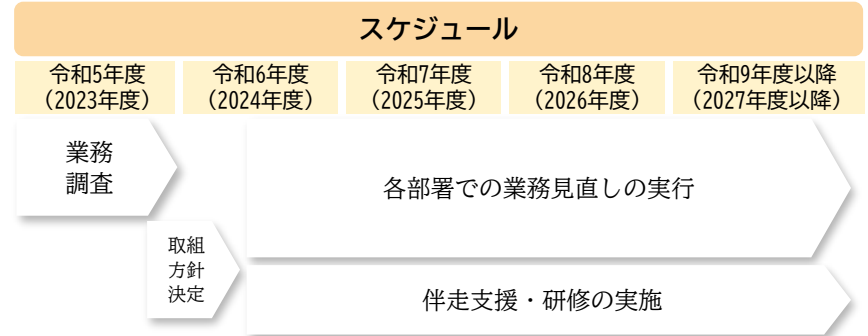 スケジュール
令和5年度
（2023年度）
令和6年度
（2024年度）
令和7年度
（2025年度）
令和8年度
（2026年度）
令和9年度以降
（2027年度以降）
業務
調査
各部署での業務見直しの実行
取組
方針
決定
伴走支援・研修の実施